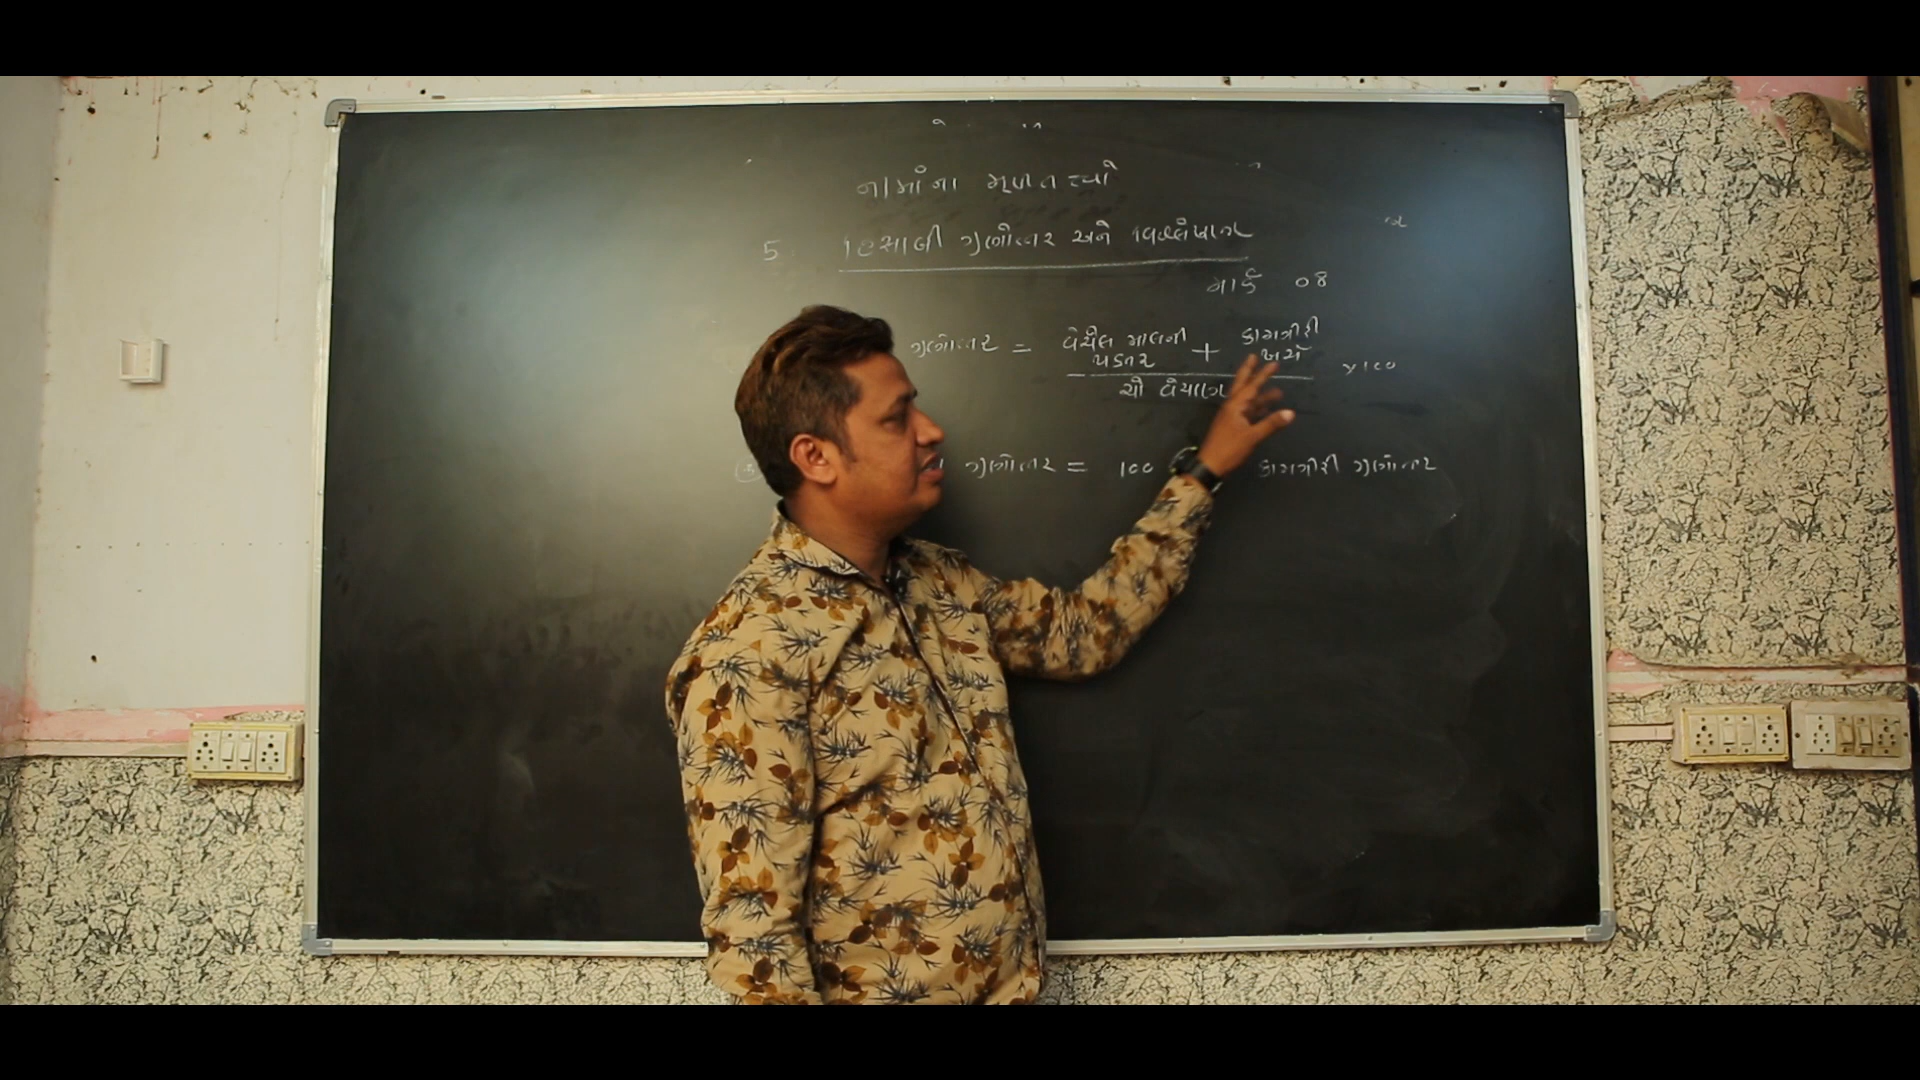 નામાંના મૂળતત્વો
5. હિસાબી ગુણોત્તર અને વિશ્લેષણ
માર્ક 08
ગુણોત્તર = વેચેલ માલની પડતર + કામગીરી ખર્ચ × 100
ચો વેચાણ
ગુણોત્તર = 100 કામગીરી ગુણોત્તર